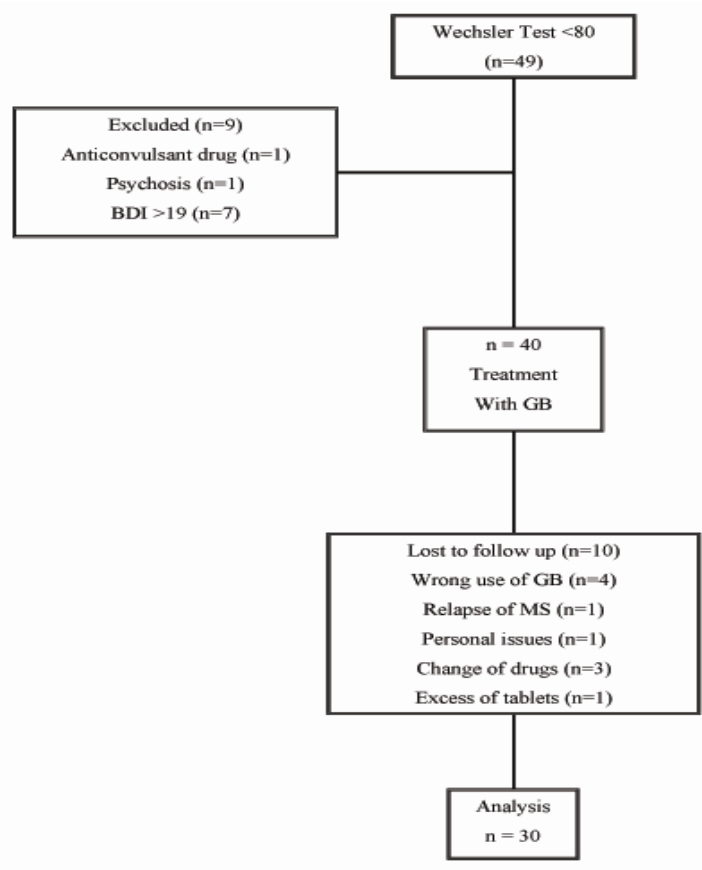 Wechsler Test <80
(n=49)
Excluded (n=9)
Anticonvulsant drug (n=1)
Psychosis (n=1)
BDI >19 (n=7)
n = 40
Treatment
With GB
Lost to follow up (n=10)
Wrong use of GB (n=4)
Relapse of MS (n=1)
Personal issues (n=1)
Change of drugs (n=3)
Excess of tablets (n=1)
Analysis
n = 30